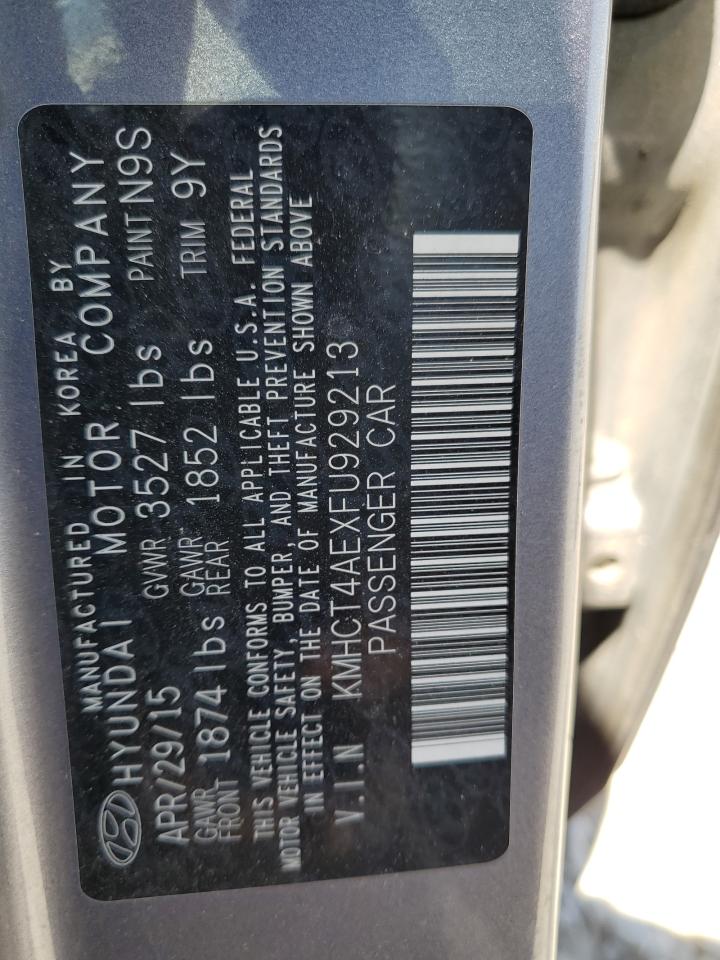 MANUFACTURED IN KOREA BY
HYUNDAI MOTOR COMPANY
APR/29/15 GVWR 3527 lbs PAINT N9S
GAWR FRONT 1874 lbs GAWR REAR 1852 lbs TRIM 9Y
THIS VEHICLE CONFORMS TO ALL APPLICABLE U.S.A. FEDERAL
MOTOR VEHICLE SAFETY, BUMPER, AND THEFT PREVENTION STANDARDS
IN EFFECT ON THE DATE OF MANUFACTURE SHOWN ABOVE
V.I.N KMHCT4AEXFU929213
PASSENGER CAR